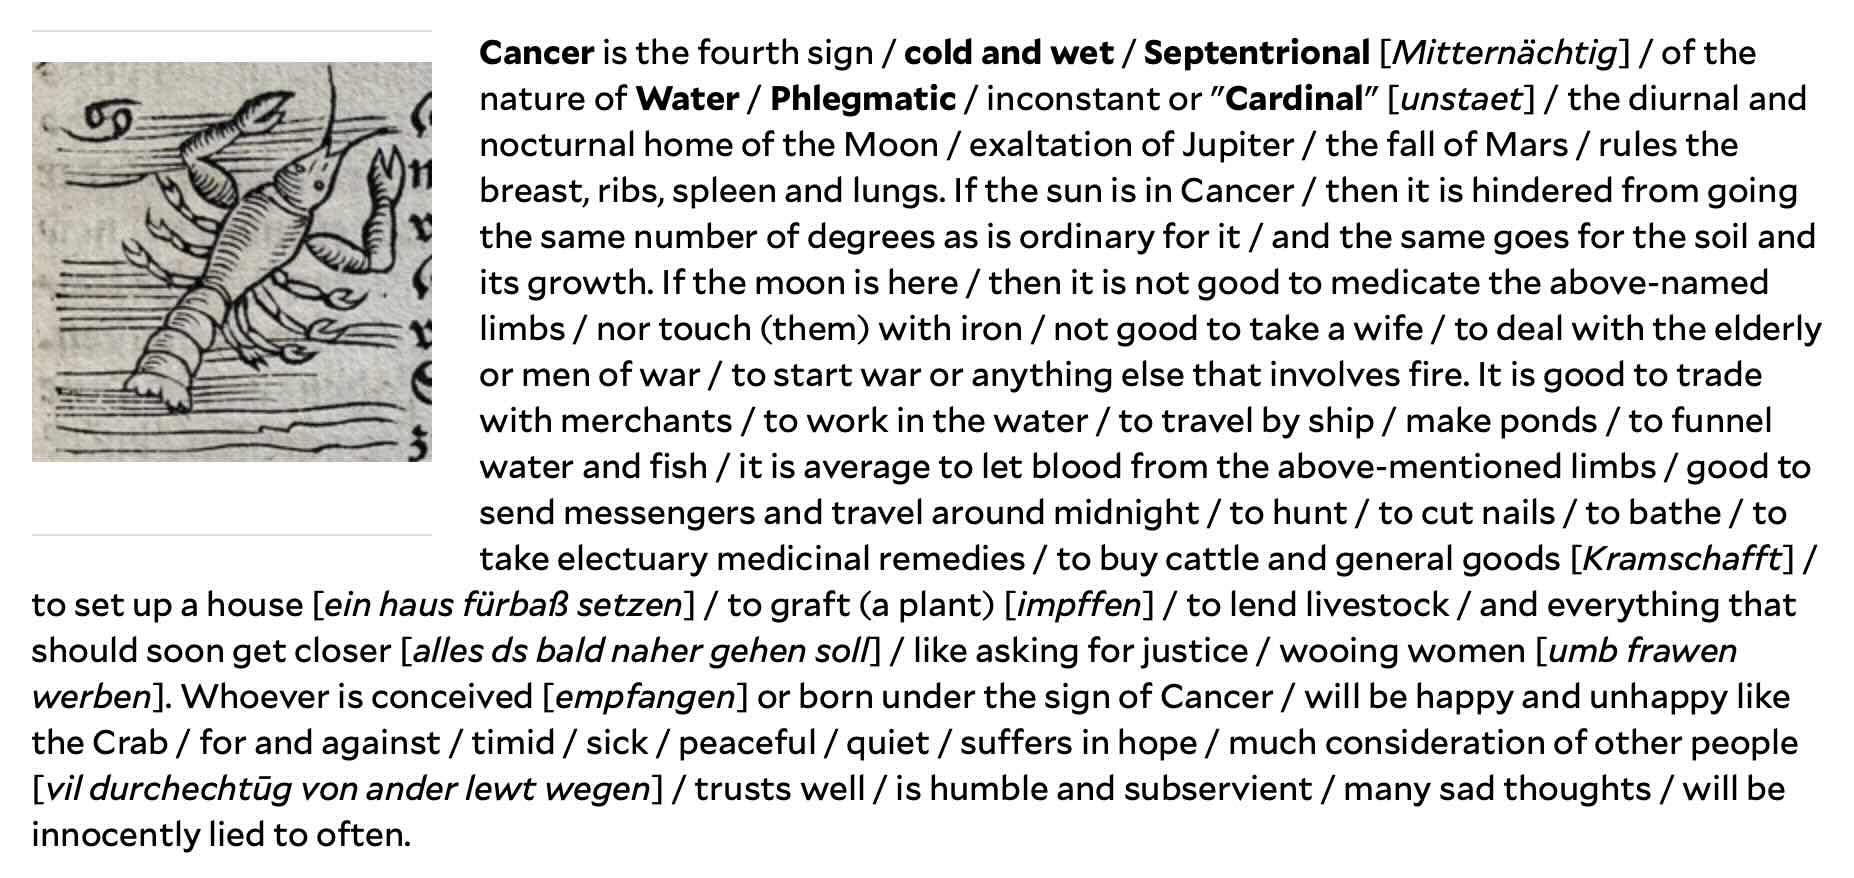 Cancer is the fourth sign / cold and wet / Septentrional [Mitternächtig] / of the
nature of Water / Phlegmatic / inconstant or "Cardinal" [unstaet] / the diurnal and
nocturnal home of the Moon / exaltation of Jupiter / the fall of Mars / rules the
breast, ribs, spleen and lungs. If the sun is in Cancer / then it is hindered from going
the same number of degrees as is ordinary for it / and the same goes for the soil and
its growth. If the moon is here / then it is not good to medicate the above-named
limbs / nor touch (them) with iron / not good to take a wife / to deal with the elderly
or men of war / to start war or anything else that involves fire. It is good to trade
with merchants / to work in the water / to travel by ship / make ponds / to funnel
water and fish / it is average to let blood from the above-mentioned limbs / good to
send messengers and travel around midnight / to hunt / to cut nails / to bathe / to
take electuary medicinal remedies / to buy cattle and general goods [Kramschafft] /
to set up a house [ein haus fürbaß setzen] / to graft (a plant) [impffen] / to lend livestock / and everything that
should soon get closer [alles ds bald naher gehen soll] / like asking for justice / wooing women [umb frawen
werben]. Whoever is conceived [empfangen] or born under the sign of Cancer / will be happy and unhappy like
the Crab / for and against / timid / sick / peaceful / quiet / suffers in hope / much consideration of other people
[vil durchechtūg von ander lewt wegen] / trusts well / is humble and subservient / many sad thoughts / will be
innocently lied to often.